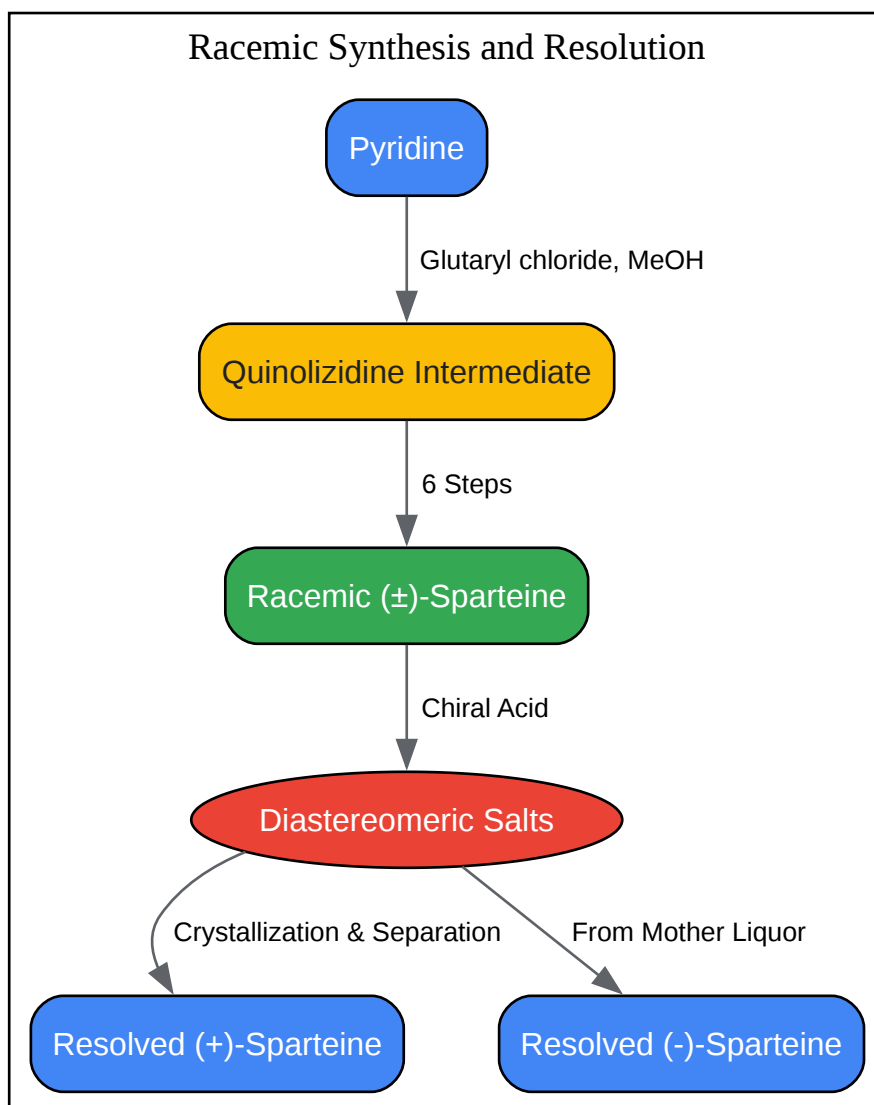 Racemic Synthesis and Resolution
Pyridine
Glutaryl chloride, MeOH
Quinolizidine Intermediate
6 Steps
Racemic (±)-Sparteine
Chiral Acid
Diastereomeric Salts
Crystallization & Separation
From Mother Liquor
Resolved (+)-Sparteine
Resolved (-)-Sparteine